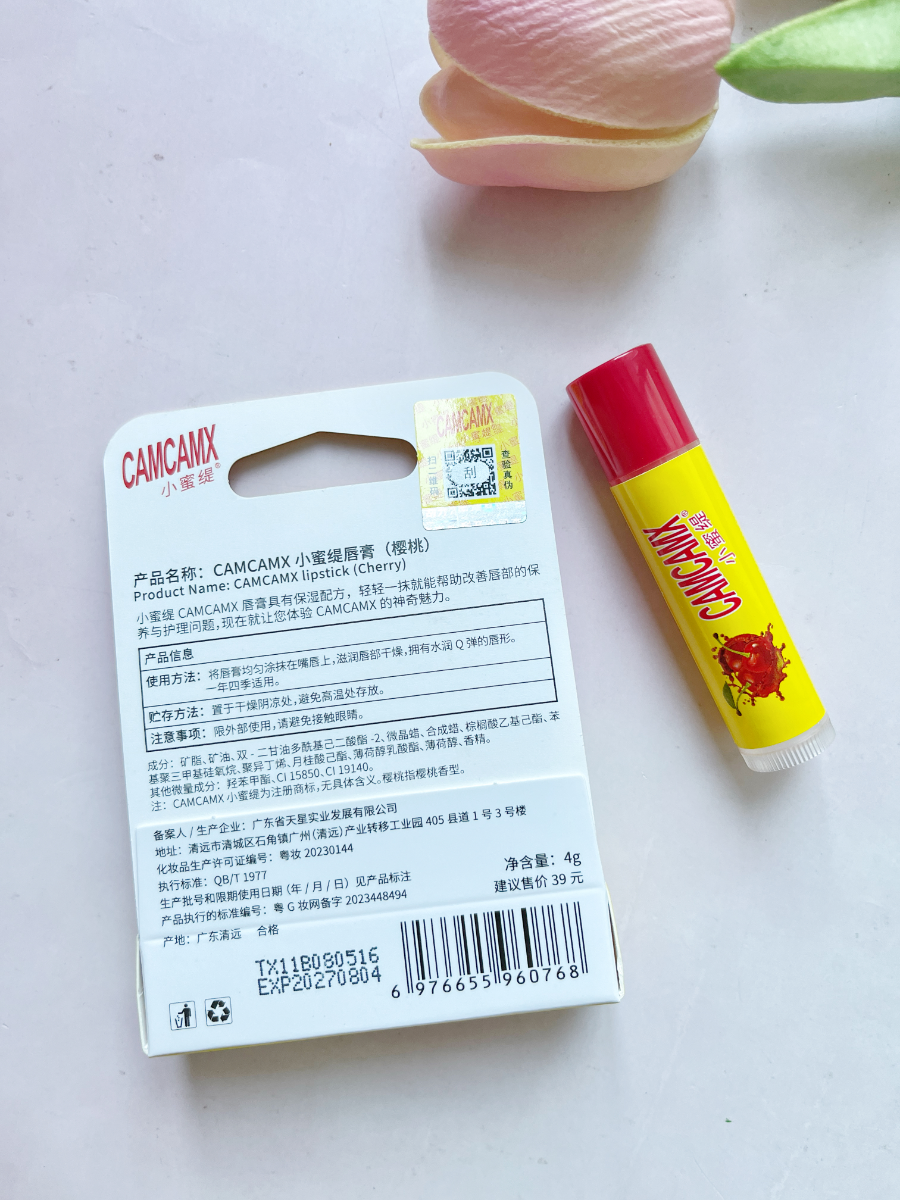 CAMCAMX
小蜜缇®
CAMCAMX
小蜜缇
扫二维码
刮
查验真伪
产品名称：CAMCAMX 小蜜缇唇膏（樱桃）
Product Name: CAMCAMX lipstick (Cherry)
小蜜缇 CAMCAMX 唇膏具有保湿配方，轻轻一抹就能帮助改善唇部的保
养与护理问题,现在就让您体验 CAMCAMX 的神奇魅力。
产品信息
使用方法：将唇膏均匀涂抹在嘴唇上,滋润唇部干燥,拥有水润 Q 弹的唇形。
一年四季适用。
贮存方法：置于干燥阴凉处,避免高温处存放。
注意事项：限外部使用,请避免接触眼睛。
成分：矿脂、矿油、双 - 二甘油多酰基己二酸酯 -2、微晶蜡、合成蜡、棕榈酸乙基己酯、苯
基聚三甲基硅氧烷、聚异丁烯、月桂酸己酯、薄荷醇乳酸酯、薄荷醇、香精。
其他微量成分：羟苯甲酯、CI 15850、CI 19140。
注：CAMCAMX 小蜜缇为注册商标,无具体含义。樱桃指樱桃香型。
备案人 / 生产企业：广东省天星实业发展有限公司
地址：清远市清城区石角镇广州（清远）产业转移工业园 405 县道 1 号 3 号楼
化妆品生产许可证编号：粤妆 20230144
执行标准：QB/T 1977
生产批号和限期使用日期（年 / 月 / 日）见产品标注
产品执行的标准编号：粤 G 妆网备字 2023448494
产地：广东清远 合格
净含量：4g
建议售价 39 元
TX11B080516
EXP20270804
6 976655 960768
CAMCAMX®
小蜜缇